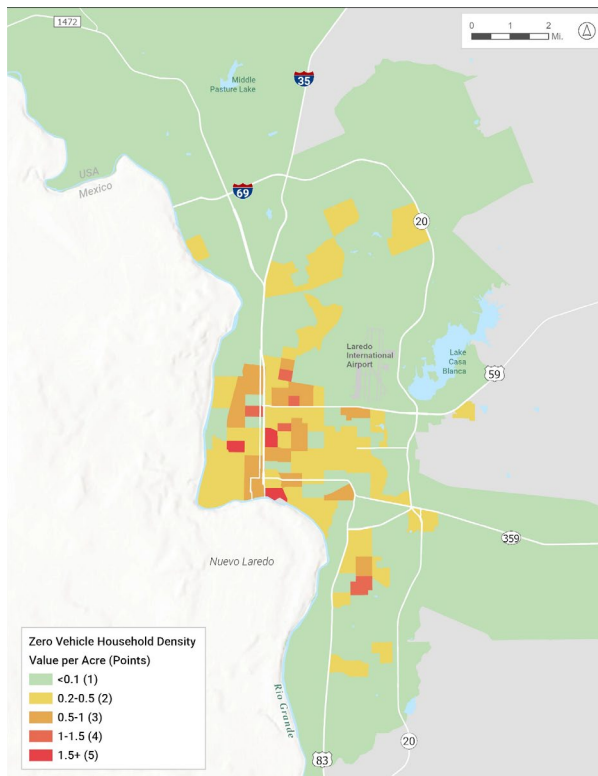 1472
0 1 2
Mi.
Middle
Pasture Lake
35
USA
Mexico
69
20
Laredo
International
Airport
Lake
Casa
Blanca
59
359
Nuevo Laredo
Zero Vehicle Household Density
Value per Acre (Points)
<0.1 (1)
0.2-0.5 (2)
0.5-1 (3)
1-1.5 (4)
1.5+ (5)
Rio Grande
20
83